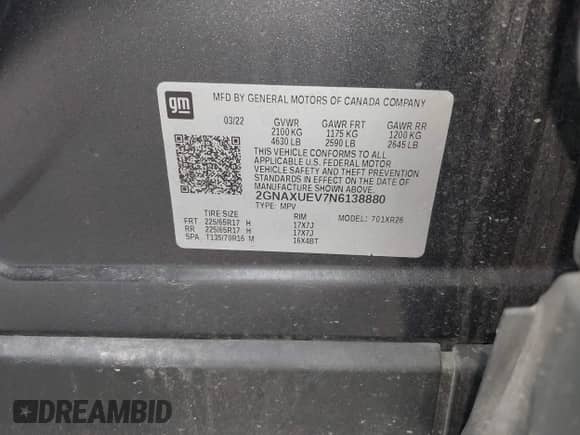 gm
MFD BY GENERAL MOTORS OF CANADA COMPANY
03/22 GVWR GAWR FRT GAWR RR
2100 KG 1175 KG 1200 KG
4630 LB 2590 LB 2645 LB
THIS VEHICLE CONFORMS TO ALL
APPLICABLE U.S. FEDERAL MOTOR
VEHICLE SAFETY, BUMPER, AND THEFT
PREVENTION STANDARDS IN EFFECT ON
THE DATE OF MANUFACTURE SHOWN ABOVE.
2GNAXUEV7N6138880
TYPE: MPV MODEL: 701XR26
TIRE SIZE RIM
FRT 225/65R17 H 17X7J
RR 225/65R17 H 17X7J
SPA T135/70R16 M 16X4BT
DREAMBID